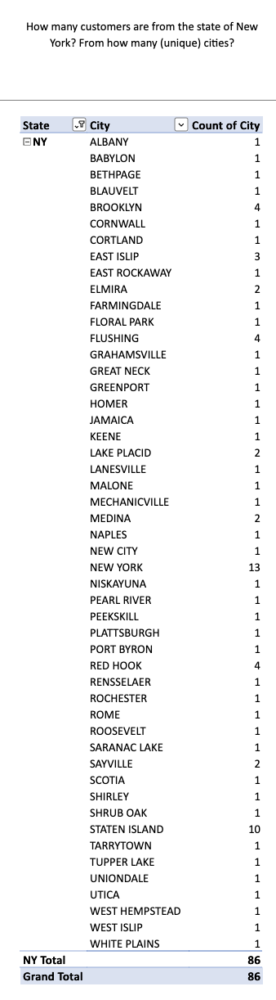 How many customers are from the state of New
York? From how many (unique) cities?
State City Count of City
NY ALBANY 1
BABYLON 1
BETHPAGE 1
BLAUVELT 1
BROOKLYN 4
CORNWALL 1
CORTLAND 1
EAST ISLIP 3
EAST ROCKAWAY 1
ELMIRA 2
FARMINGDALE 1
FLORAL PARK 1
FLUSHING 4
GRAHAMSVILLE 1
GREAT NECK 1
GREENPORT 1
HOMER 1
JAMAICA 1
KEENE 1
LAKE PLACID 2
LANESVILLE 1
MALONE 1
MECHANICVILLE 1
MEDINA 2
NAPLES 1
NEW CITY 1
NEW YORK 13
NISKAYUNA 1
PEARL RIVER 1
PEEKSKILL 1
PLATTSBURGH 1
PORT BYRON 1
RED HOOK 4
RENSSELAER 1
ROCHESTER 1
ROME 1
ROOSEVELT 1
SARANAC LAKE 1
SAYVILLE 2
SCOTIA 1
SHIRLEY 1
SHRUB OAK 1
STATEN ISLAND 10
TARRYTOWN 1
TUPPER LAKE 1
UNIONDALE 1
UTICA 1
WEST HEMPSTEAD 1
WEST ISLIP 1
WHITE PLAINS 1
NY Total 86
Grand Total 86